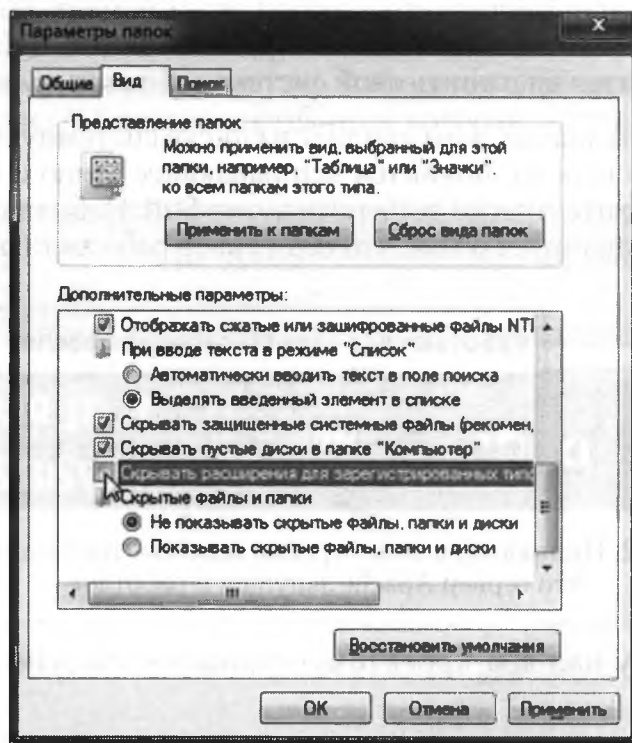 Параметры папок
Общие Вид Поиск
Представление папок
Можно применить вид, выбранный для этой
папки, например, "Таблица" или "Значки"
ко всем папкам этого типа.
Применить к папкам Сброс вида папок
Дополнительные параметры:
Отображать сжатые или зашифрованные файлы NT
При вводе текста в режиме "Список"
Автоматически вводить текст в поле поиска
Выделять введенный элемент в списке
Скрывать защищенные системные файлы (рекомен,
Скрывать пустые диски в папке "Компьютер"
Скрывать расширения для зарегистрированных типо
Скрытые файлы и папки
Не показывать скрытые файлы, папки и диски
Показывать скрытые файлы, папки и диски
Восстановить умолчания
OK Отмена Применить